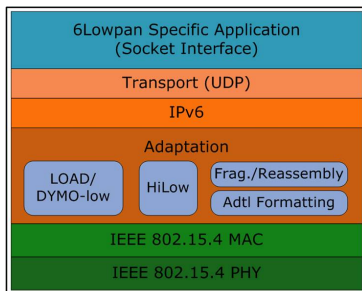 6Lowpan Specific Application
(Socket Interface)
Transport (UDP)
IPv6
Adaptation
LOAD/
DYMO-low
HiLow
Frag./Reassembly
Adtl Formatting
IEEE 802.15.4 MAC
IEEE 802.15.4 PHY